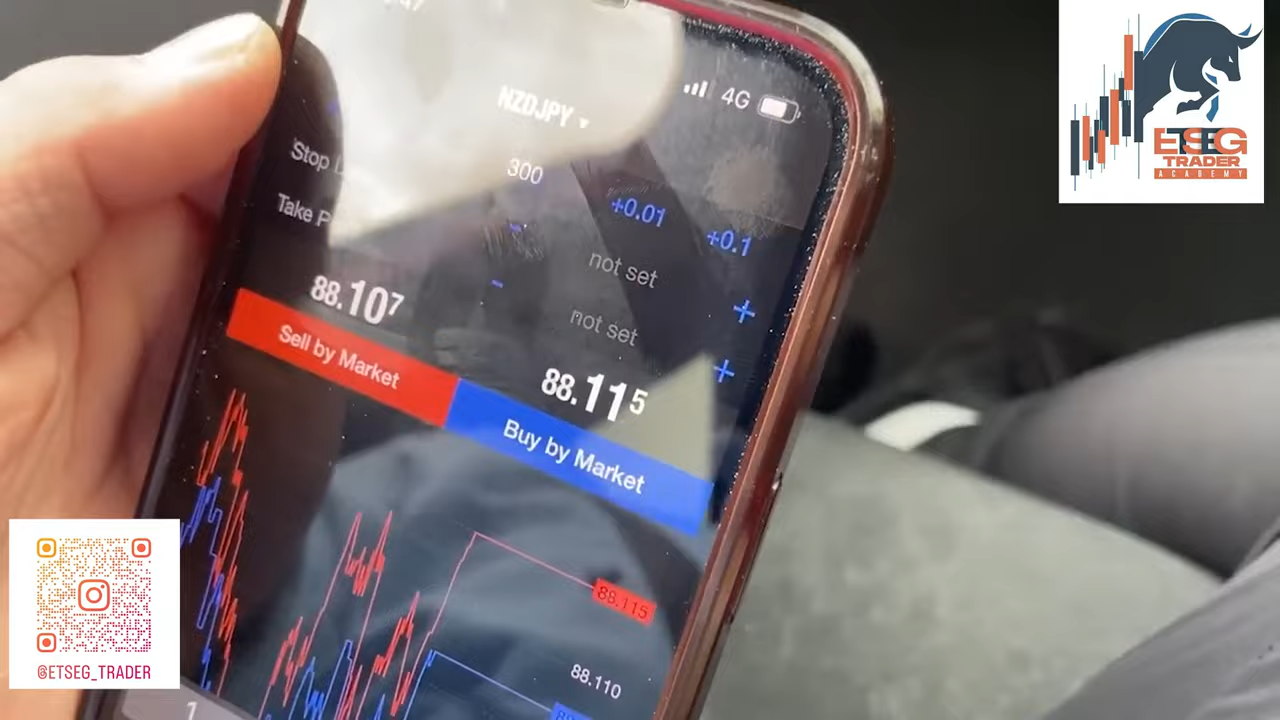 NZDJPY
4G
300
+0.01
+0.1
Stop
not set
+
-
Take P
not set
+
-
88.107
Sell by Market
88.115
Buy by Market
88.115
88.110
1
ETSEG
TRADER
ACADEMY
@ETSEG_TRADER